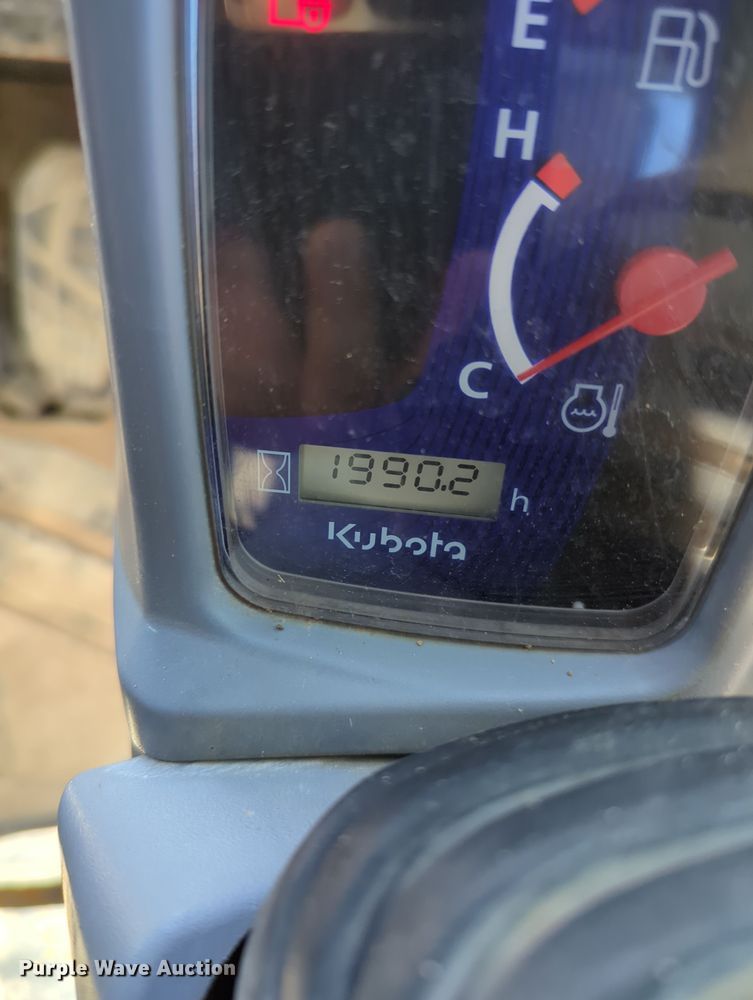 E
H
C
1990.2 h
Kubota
Purple Wave Auction